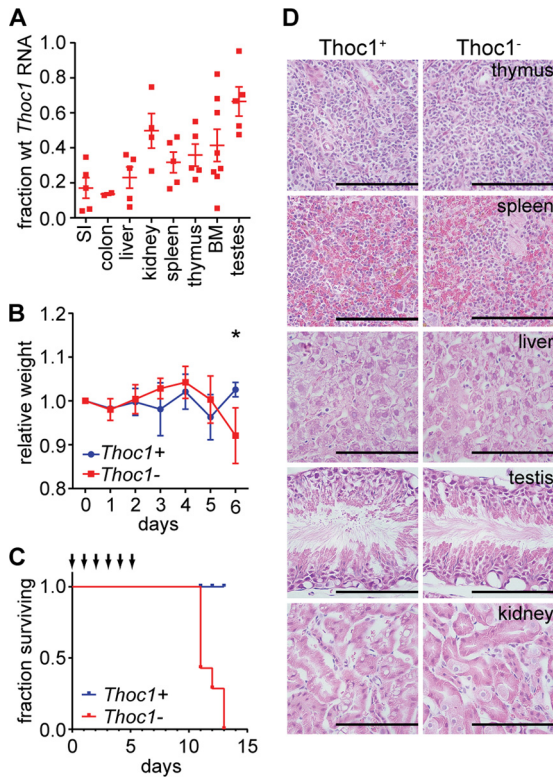 A
fraction wt Thoc1 RNA
1.0
0.8
0.6
0.4
0.2
0.0
SI
colon
liver
kidney
spleen
thymus
BM
testes
B
relative weight
1.2
1.1
1.0
0.9
0.8
*
Thoc1+
Thoc1-
0 1 2 3 4 5 6
days
C
fraction surviving
1.0
0.5
0.0
Thoc1+
Thoc1-
0 5 10 15
days
D
Thoc1⁺ Thoc1⁻
thymus
spleen
liver
testis
kidney